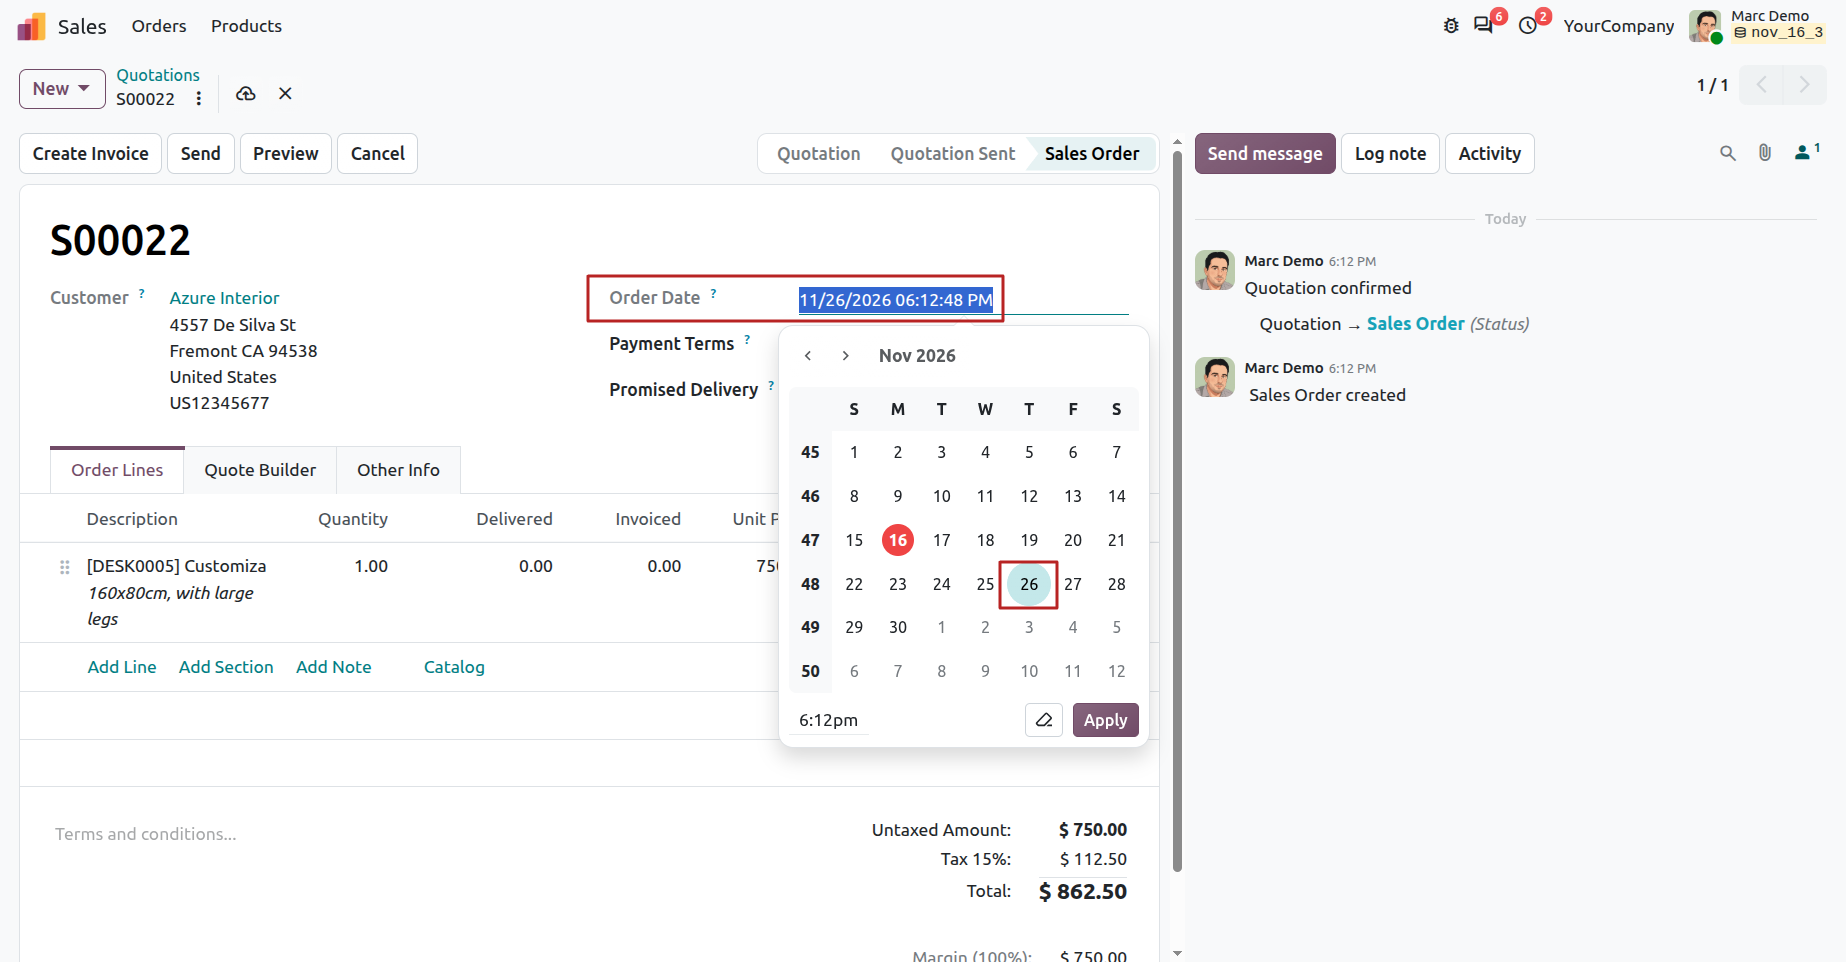 Sales
Orders
Products
6
2
YourCompany
Marc Demo
nov_16_3
New
Quotations
S00022
1 / 1
Create Invoice
Send
Preview
Cancel
Quotation
Quotation Sent
Sales Order
Send message
Log note
Activity
1
S00022
Customer ?
Azure Interior
4557 De Silva St
Fremont CA 94538
United States
US12345677
Order Date ?
11/26/2026 06:12:48 PM
Payment Terms ?
Promised Delivery ?
Nov 2026
S M T W T F S
45 1 2 3 4 5 6 7
46 8 9 10 11 12 13 14
47 15 16 17 18 19 20 21
48 22 23 24 25 26 27 28
49 29 30 1 2 3 4 5
50 6 7 8 9 10 11 12
6:12pm
Apply
Order Lines
Quote Builder
Other Info
Description Quantity Delivered Invoiced Unit P
[DESK0005] Customiza 1.00 0.00 0.00 750
160x80cm, with large
legs
Add Line
Add Section
Add Note
Catalog
Terms and conditions...
Untaxed Amount: $ 750.00
Tax 15%: $ 112.50
Total: $ 862.50
Margin (100%): $ 750.00
Today
Marc Demo 6:12 PM
Quotation confirmed
Quotation → Sales Order (Status)
Marc Demo 6:12 PM
Sales Order created